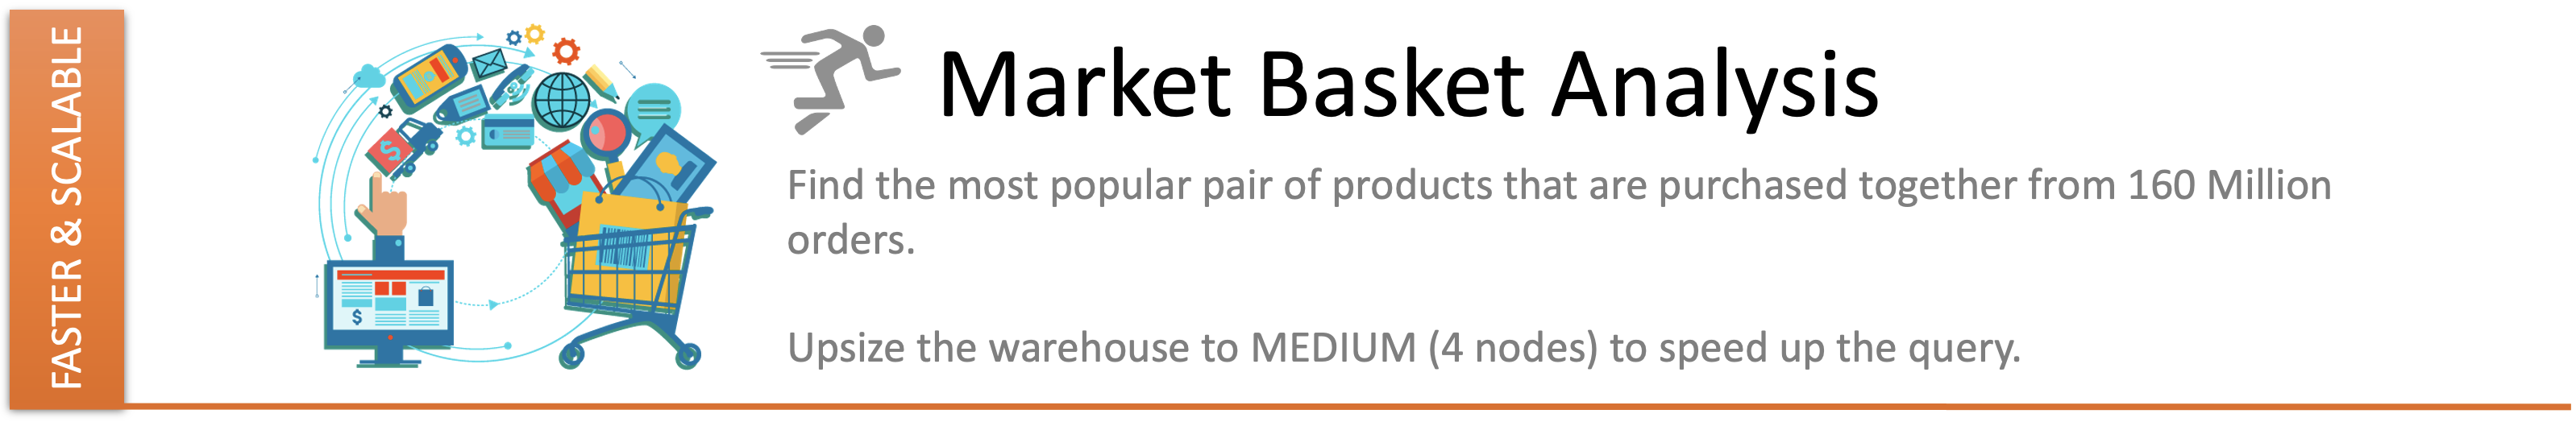 FASTER & SCALABLE
Market Basket Analysis
Find the most popular pair of products that are purchased together from 160 Million
orders.
Upsize the warehouse to MEDIUM (4 nodes) to speed up the query.
$
$